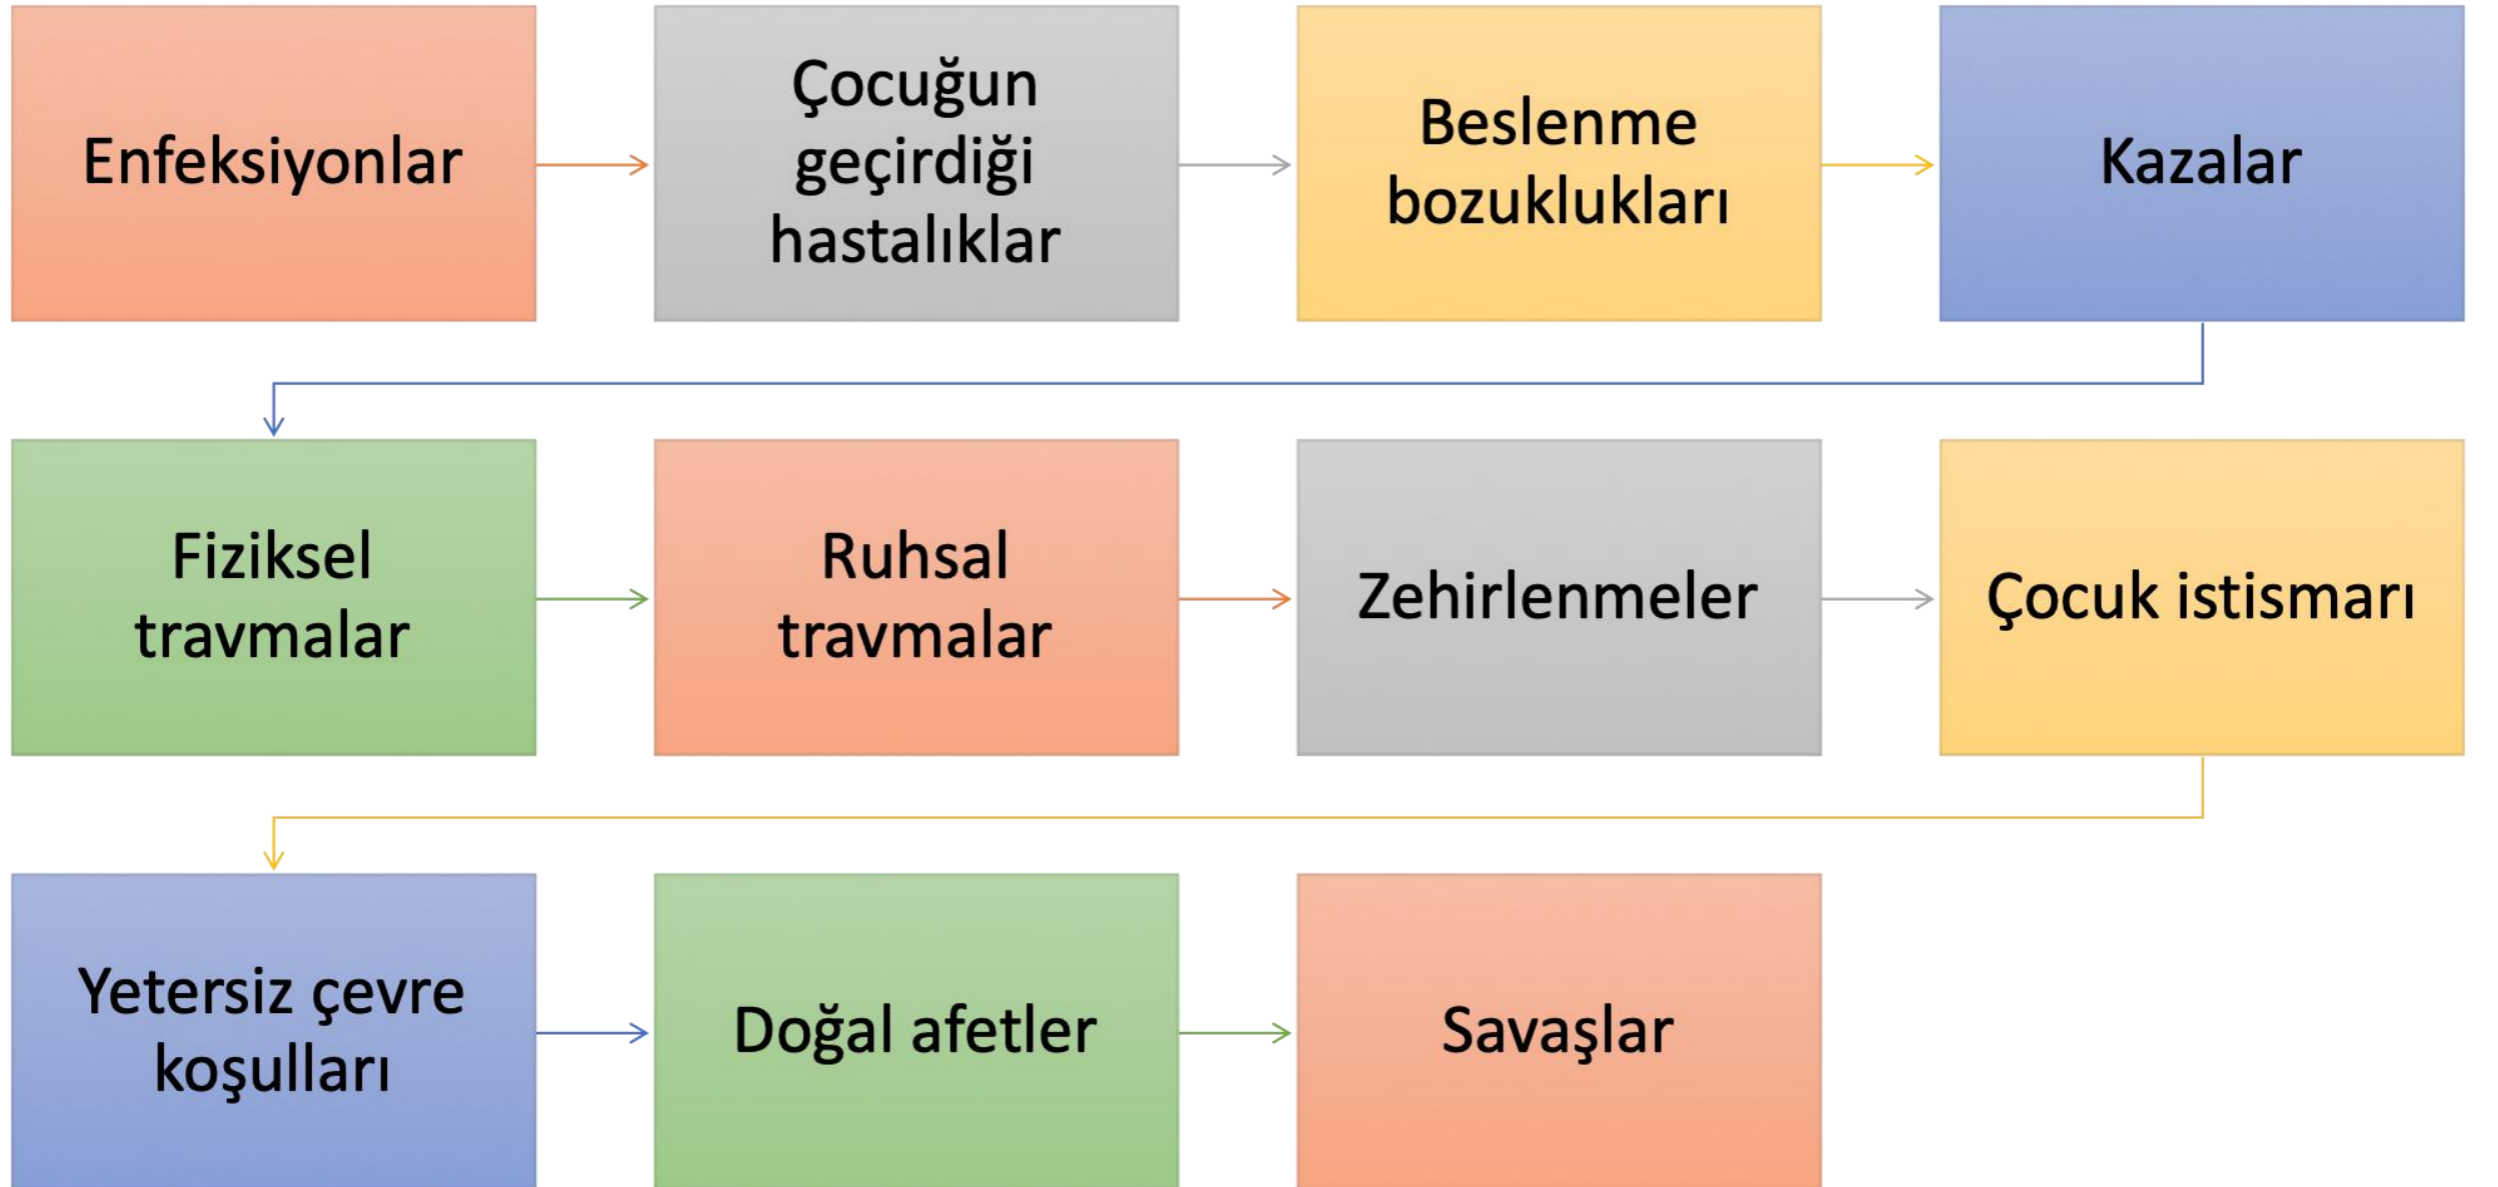 Enfeksiyonlar
Çocuğun
geçirdiği
hastalıklar
Beslenme
bozuklukları
Kazalar
Fiziksel
travmalar
Ruhsal
travmalar
Zehirlenmeler
Çocuk istismarı
Yetersiz çevre
koşulları
Doğal afetler
Savaşlar